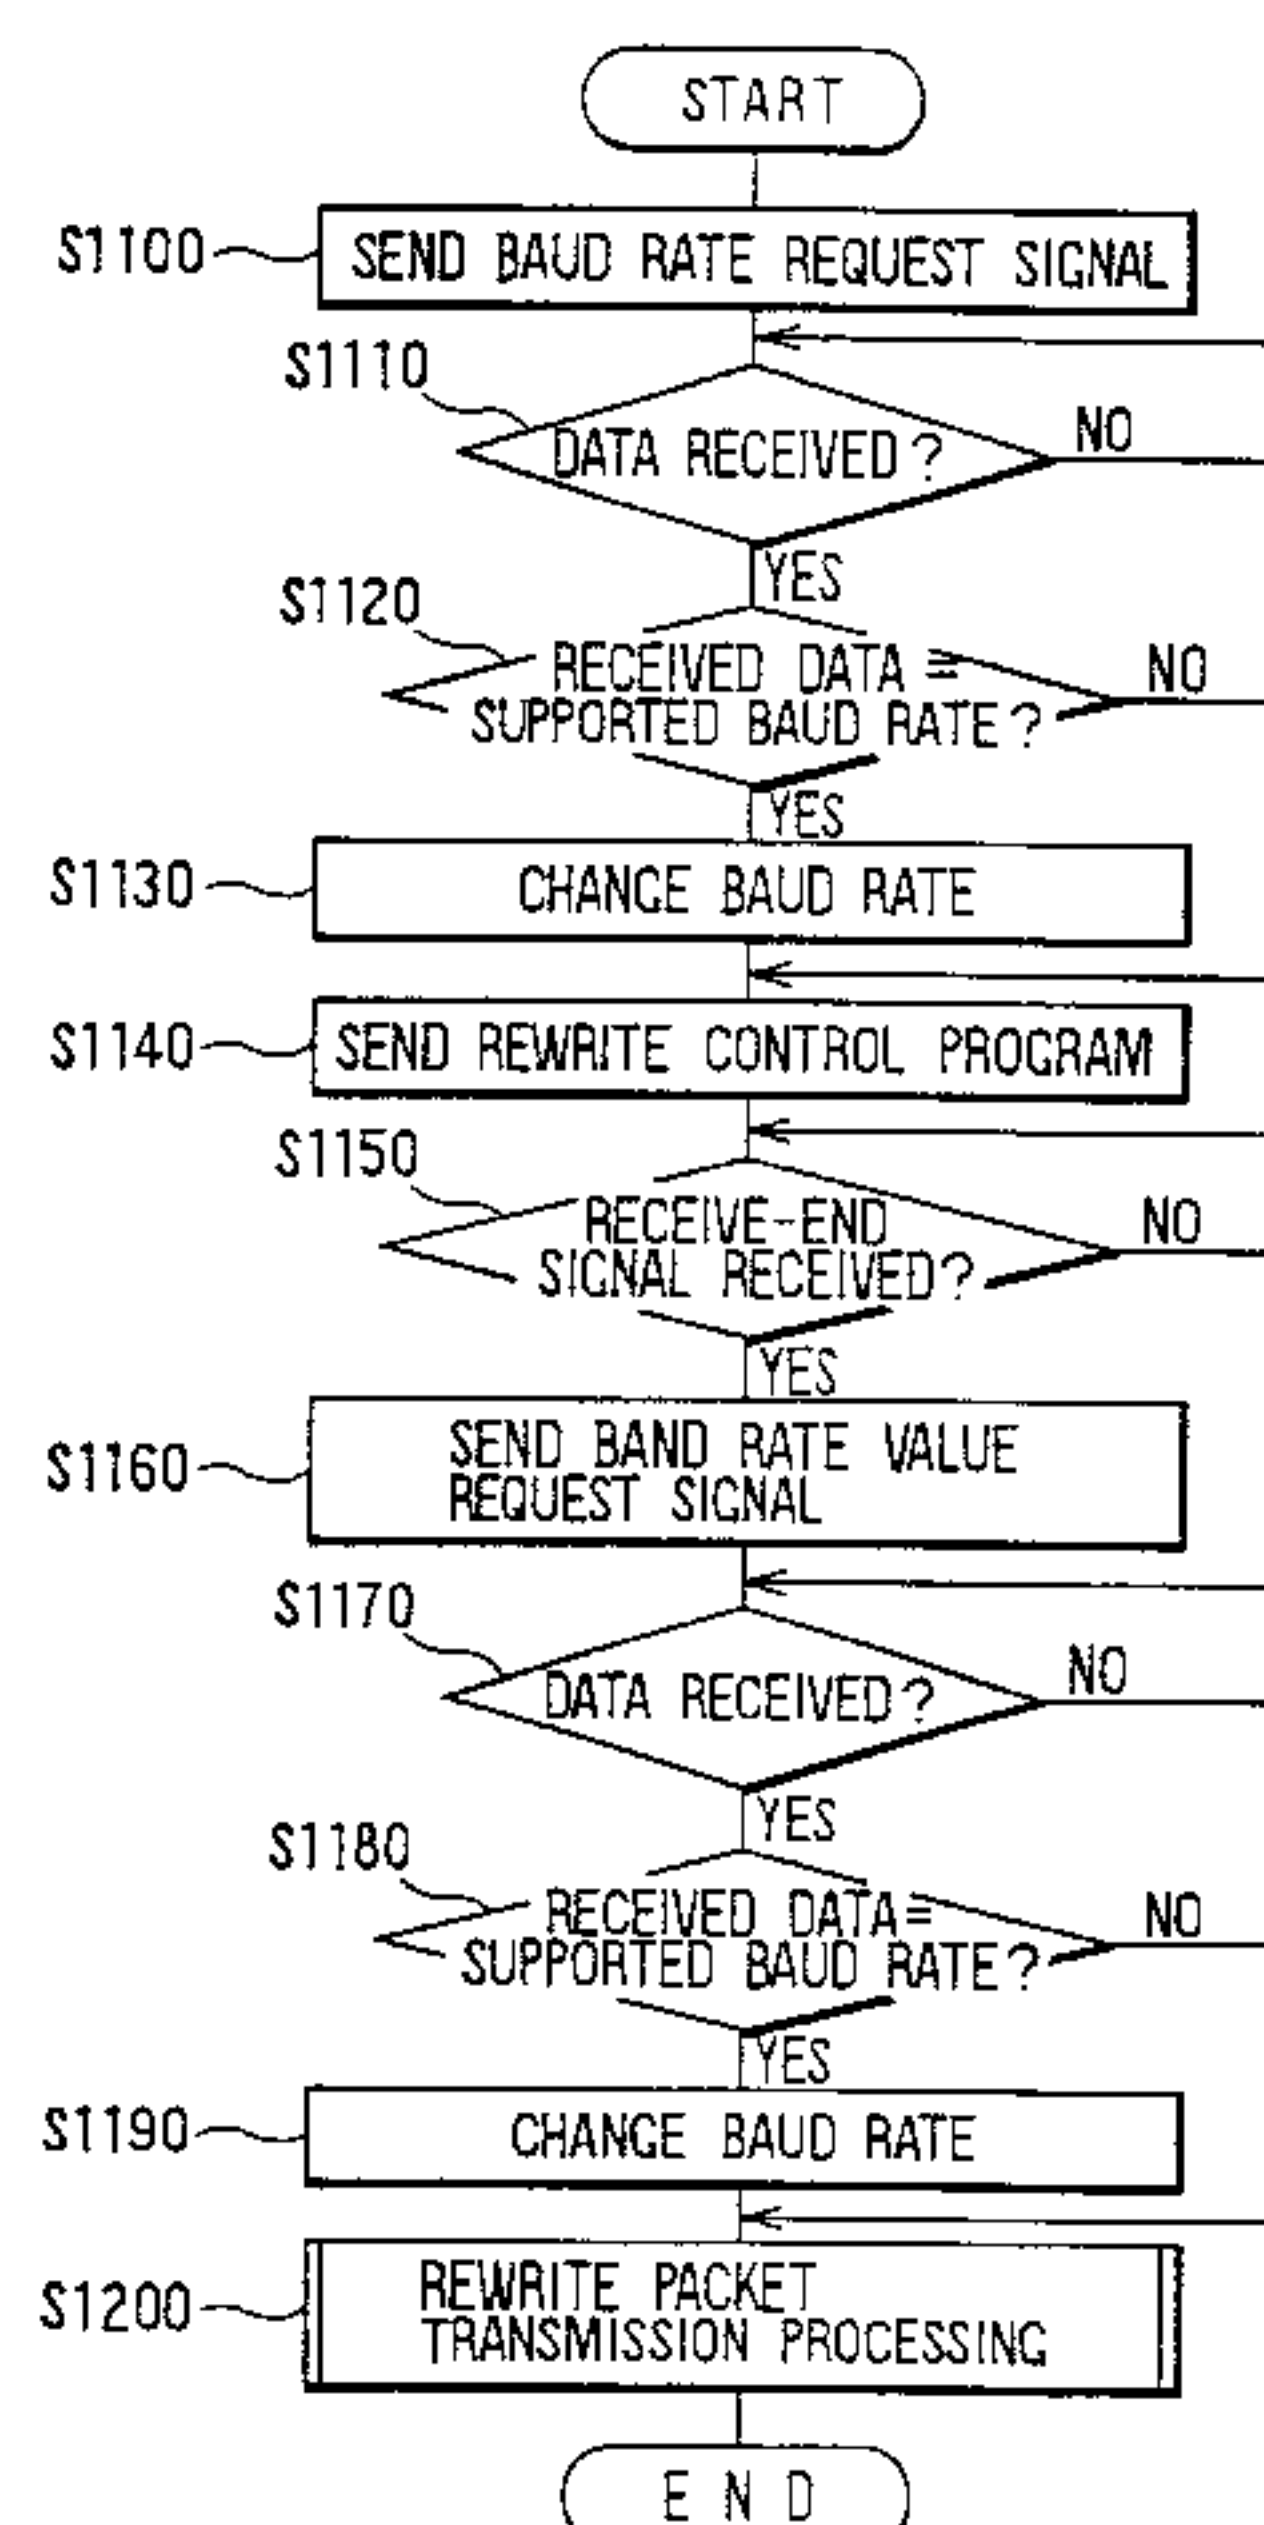 START
S1100
SEND BAUD RATE REQUEST SIGNAL
S1110
DATA RECEIVED?
NO
YES
S1120
RECEIVED DATA =
SUPPORTED BAUD RATE?
NO
YES
S1130
CHANGE BAUD RATE
S1140
SEND REWRITE CONTROL PROGRAM
S1150
RECEIVE-END
SIGNAL RECEIVED?
NO
YES
S1160
SEND BAND RATE VALUE
REQUEST SIGNAL
S1170
DATA RECEIVED?
NO
YES
S1180
RECEIVED DATA=
SUPPORTED BAUD RATE?
NO
YES
S1190
CHANGE BAUD RATE
S1200
REWRITE PACKET
TRANSMISSION PROCESSING
END